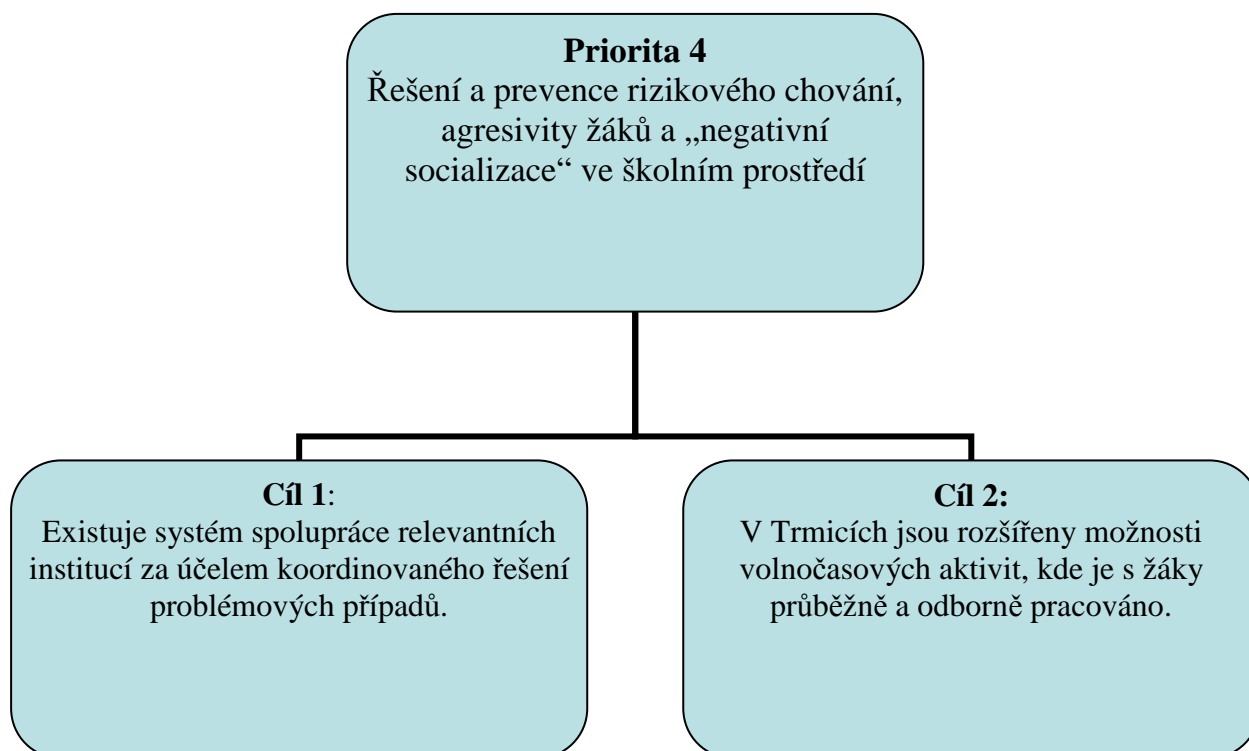 Priorita 4
Řešení a prevence rizikového chování,
agresivity žáků a „negativní
socializace“ ve školním prostředí
Cíl 1:
Existuje systém spolupráce relevantních
institucí za účelem koordinovaného řešení
problémových případů.
Cíl 2:
V Trmicích jsou rozšířeny možnosti
volnočasových aktivit, kde je s žáky
průběžně a odborně pracováno.